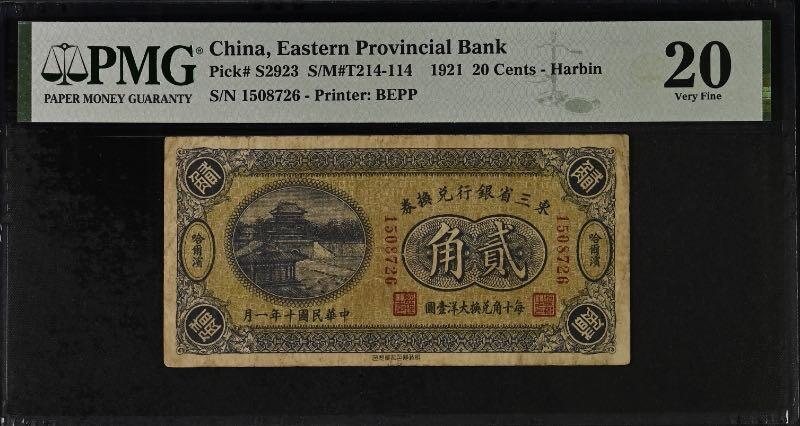 PMG®
PAPER MONEY GUARANTY
China, Eastern Provincial Bank
Pick# S2923 S/M#T214-114 1921 20 Cents - Harbin
S/N 1508726 - Printer: BEPP
20
Very Fine
券換兌行銀省三東
1508726
1508726
哈爾濱
哈爾濱
角貳
圓壹洋大換兌角十每
月一年十國民華中